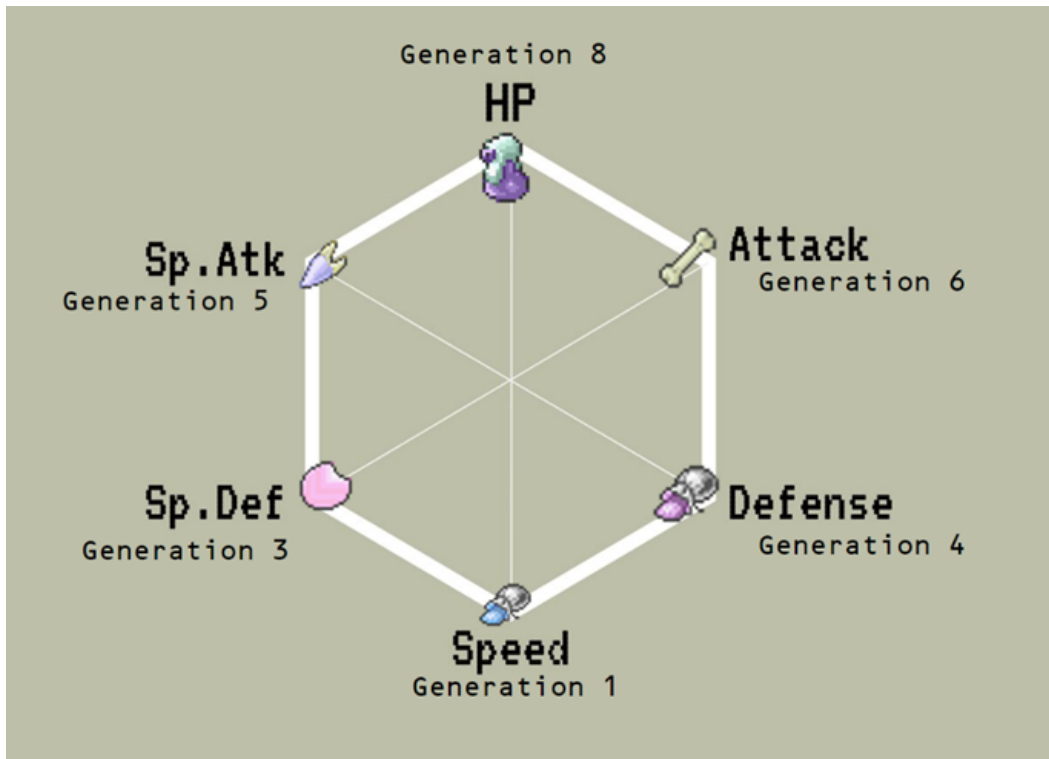 Generation 8
HP
Attack
Generation 6
Sp.Atk
Generation 5
Sp.Def
Generation 3
Defense
Generation 4
Speed
Generation 1